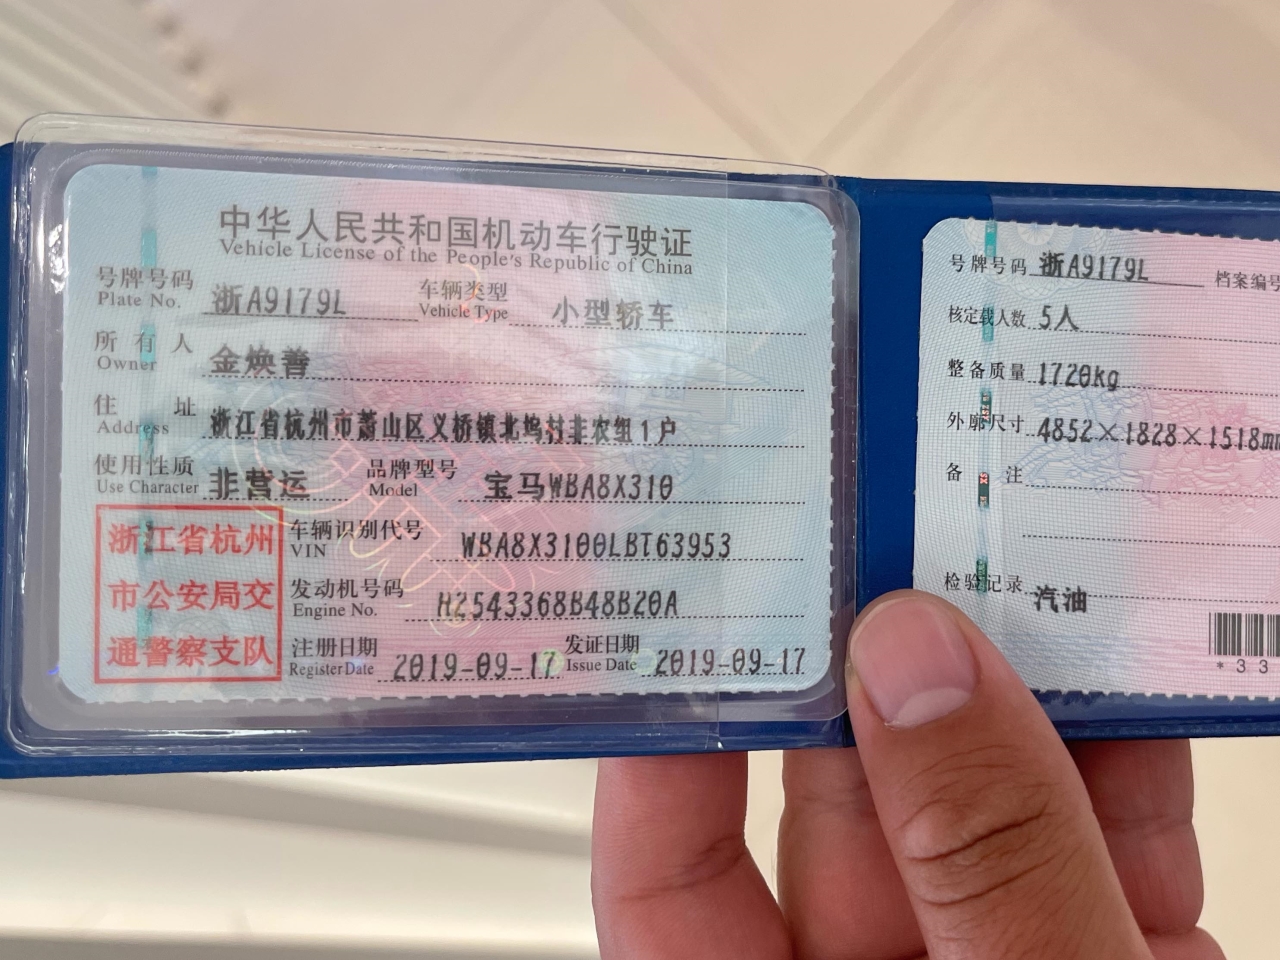 中华人民共和国机动车行驶证
Vehicle License of the People's Republic of China
号牌号码 浙A9179L 车辆类型 小型轿车
Plate No. Vehicle Type
所有人 金焕善
Owner
住址 浙江省杭州市萧山区义桥镇北坞村非农组1户
Address
使用性质 非营运 品牌型号 宝马WBA8X310
Use Character Model
浙江省杭州
市公安局交
通警察支队
车辆识别代号 WBA8X3100LBT63953
VIN
发动机号码 H2543368B48B20A
Engine No.
注册日期 2019-09-17 发证日期 2019-09-17
Register Date Issue Date
号牌号码 浙A9179L 档案编号
核定载人数 5人
整备质量 1720kg
外廓尺寸 4852×1828×1518mm
备注
检验记录 汽油
*33